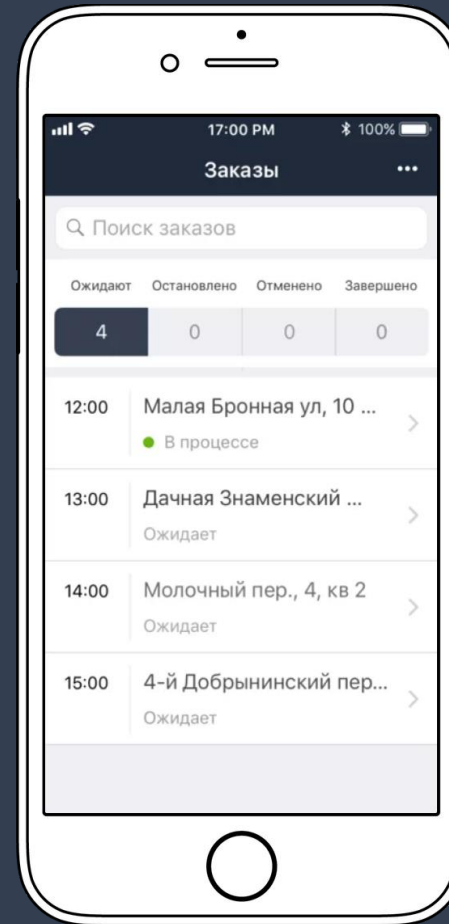 17:00 PM 100%
Заказы
Поиск заказов
Ожидают Остановлено Отменено Завершено
4 0 0 0
12:00 Малая Бронная ул, 10 ...
В процессе
13:00 Дачная Знаменский ...
Ожидает
14:00 Молочный пер., 4, кв 2
Ожидает
15:00 4-й Добрынинский пер...
Ожидает